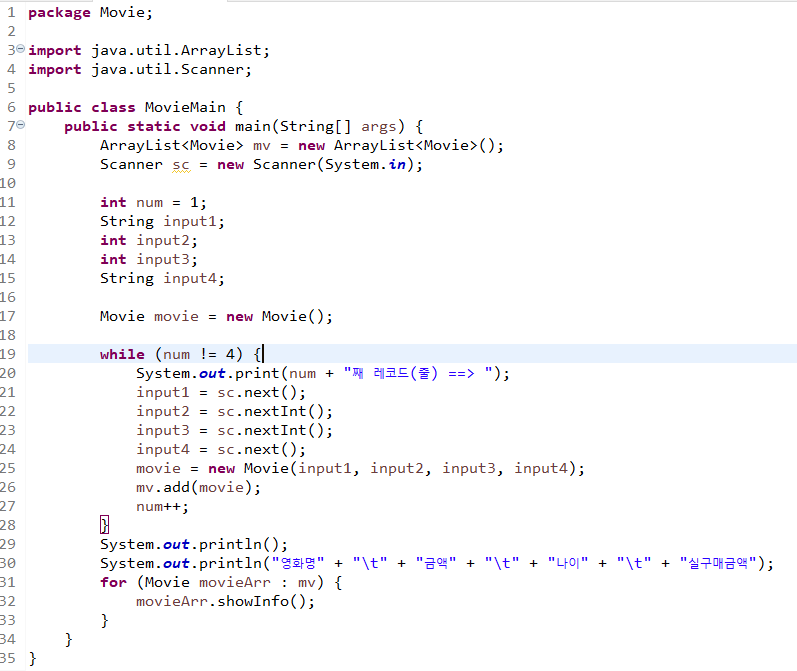 1 package Movie;
2
3 import java.util.ArrayList;
4 import java.util.Scanner;
5
6 public class MovieMain {
7     public static void main(String[] args) {
8         ArrayList<Movie> mv = new ArrayList<Movie>();
9         Scanner sc = new Scanner(System.in);
10
11         int num = 1;
12         String input1;
13         int input2;
14         int input3;
15         String input4;
16
17         Movie movie = new Movie();
18
19         while (num != 4) {
20             System.out.print(num + "째 레코드(줄) ==> ");
21             input1 = sc.next();
22             input2 = sc.nextInt();
23             input3 = sc.nextInt();
24             input4 = sc.next();
25             movie = new Movie(input1, input2, input3, input4);
26             mv.add(movie);
27             num++;
28         }
29         System.out.println();
30         System.out.println("영화명" + "\t" + "금액" + "\t" + "나이" + "\t" + "실구매금액");
31         for (Movie movieArr : mv) {
32             movieArr.showInfo();
33         }
34     }
35 }